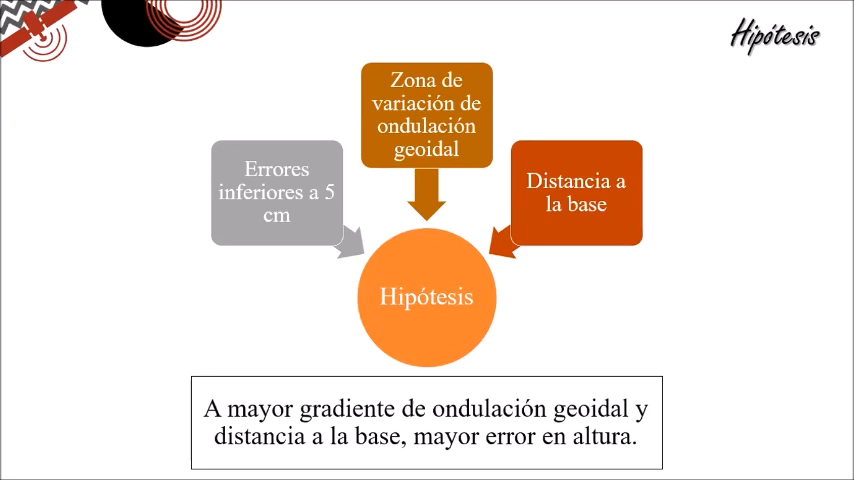 Hipótesis
Zona de
variación de
ondulación
geoidal
Errores
inferiores a 5
cm
Distancia a
la base
Hipótesis
A mayor gradiente de ondulación geoidal y
distancia a la base, mayor error en altura.